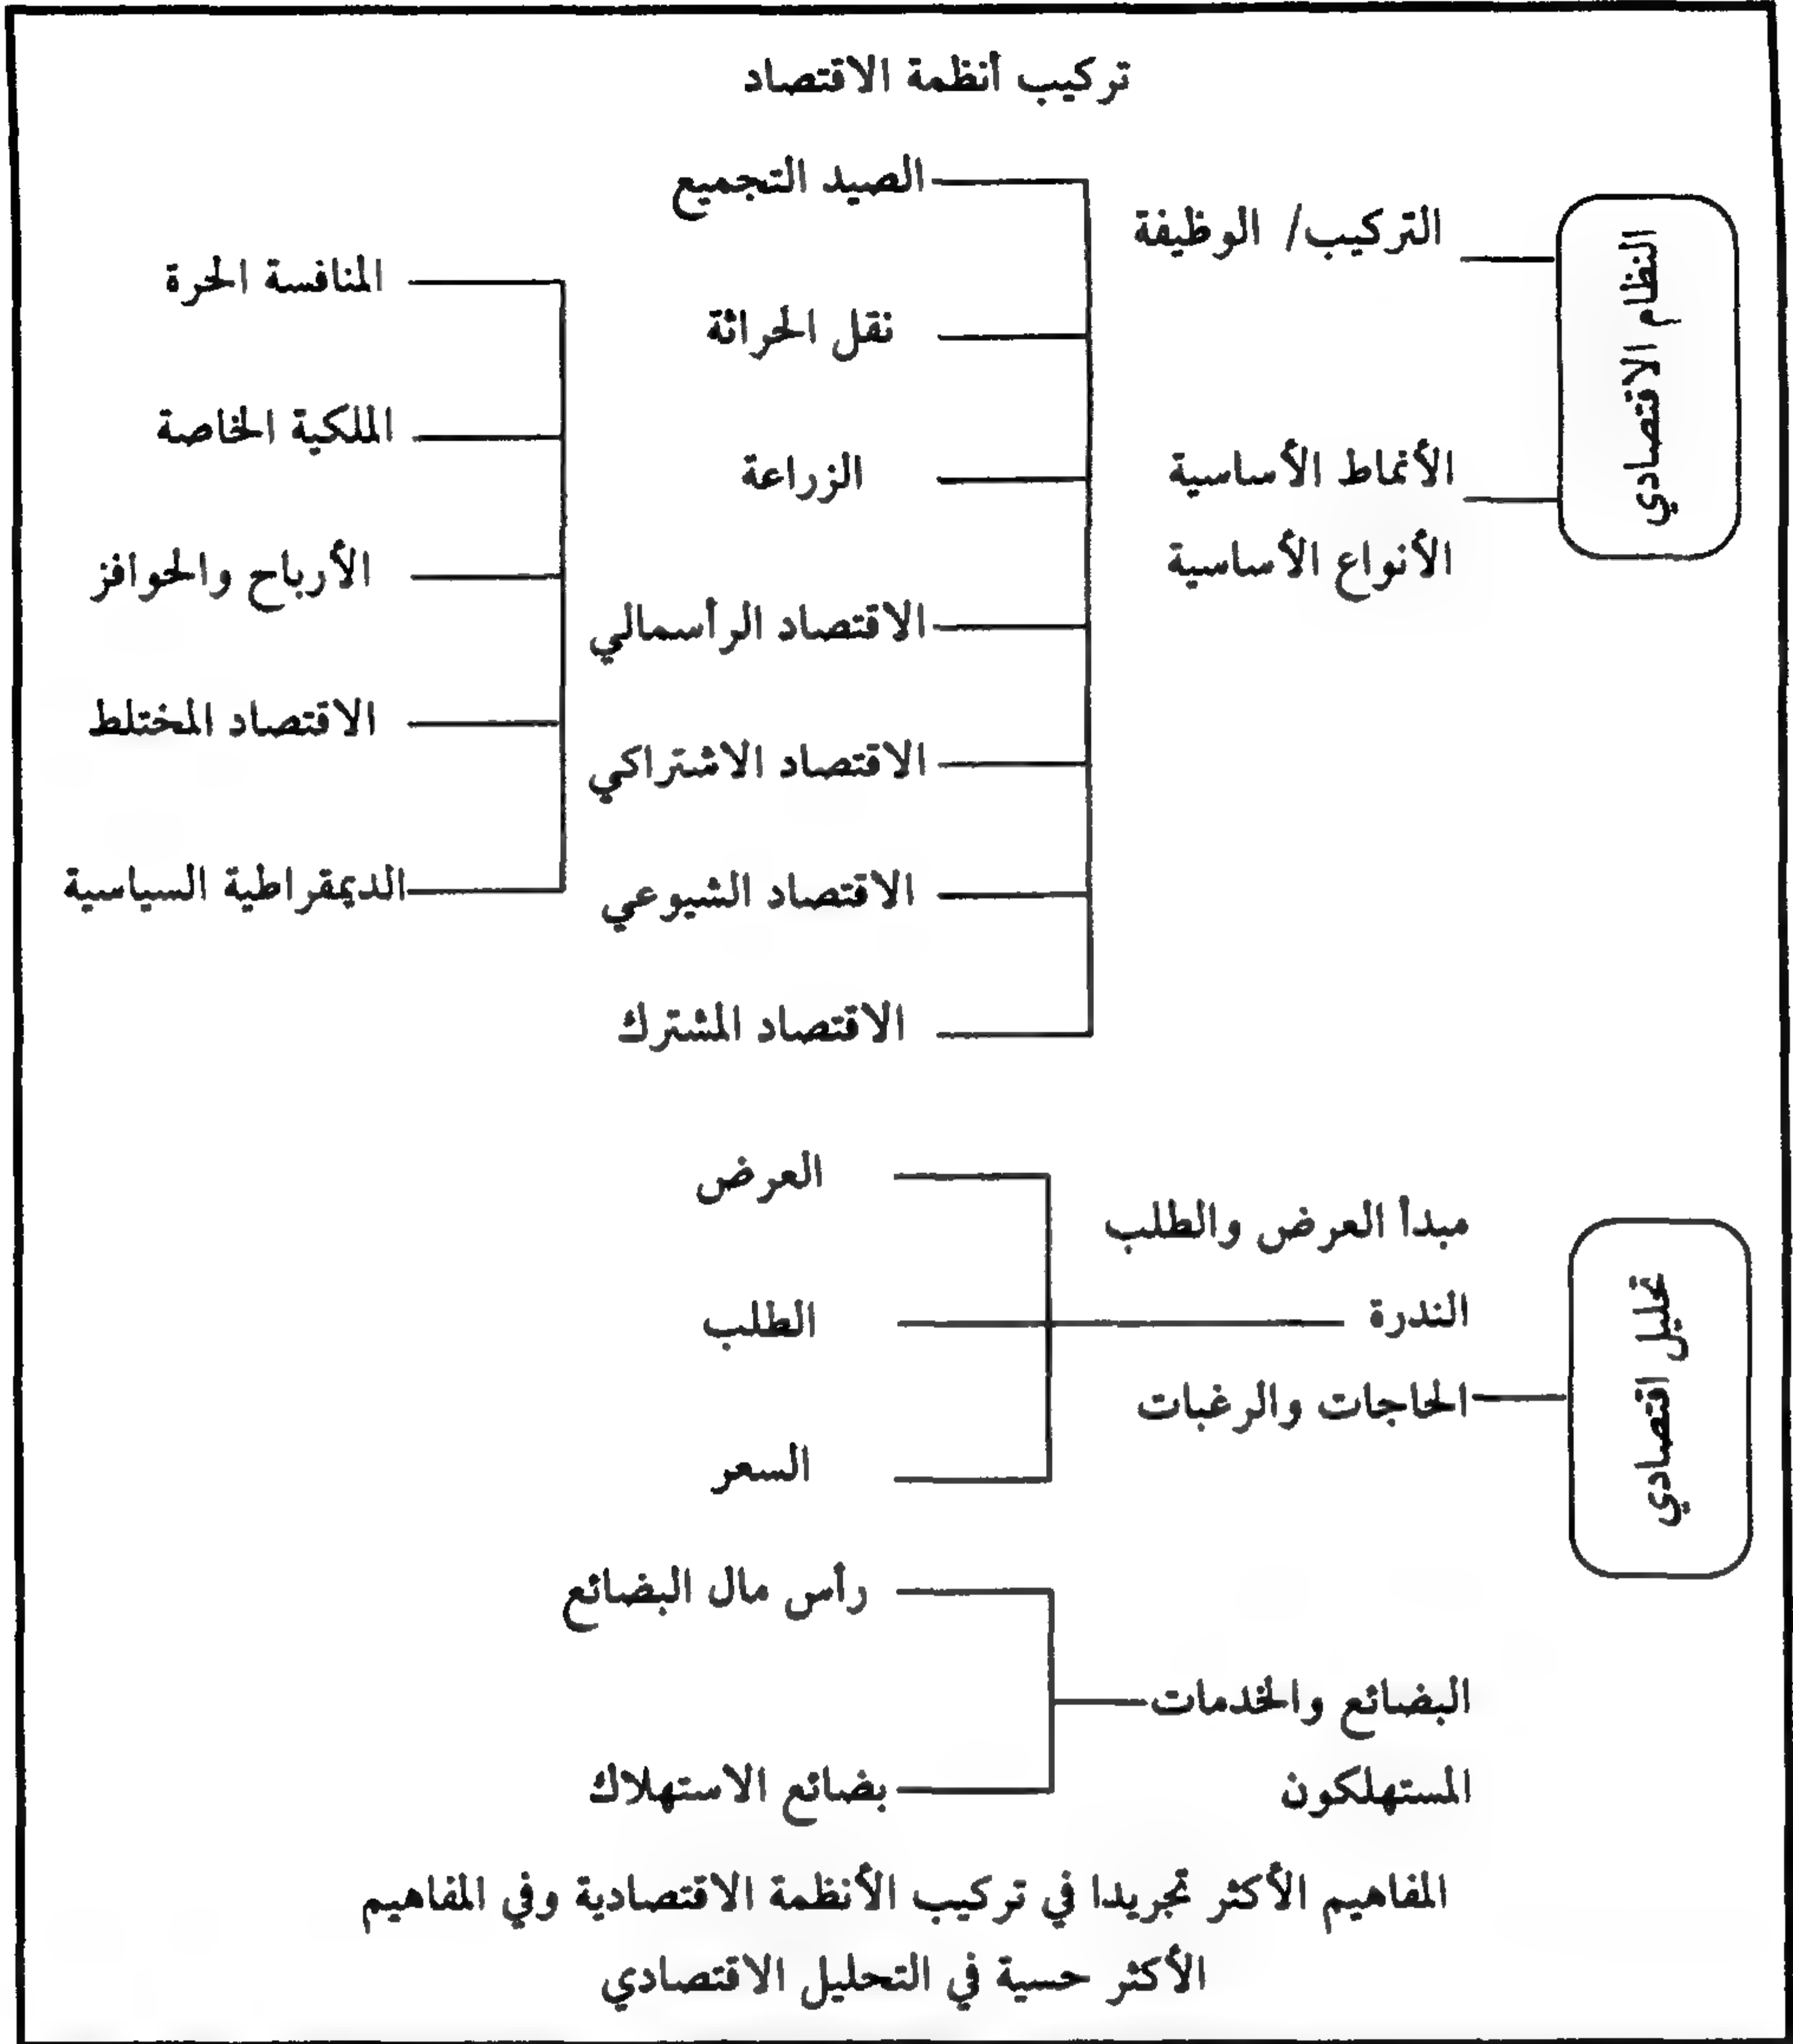 تركيب أنظمة الاقتصاد
النظام الاقتصادي
التركيب/ الوظيفة
الأنماط الأساسية
الأنواع الأساسية
الصيد التجميع
نقل الحراثة
الزراعة
الاقتصاد الرأسمالي
الاقتصاد الاشتراكي
الاقتصاد الشيوعي
الاقتصاد المشترك
المنافسة الحرة
الملكية الخاصة
الأرباح والحوافز
الاقتصاد المختلط
الديمقراطية السياسية
تحليل اقتصادي
مبدأ العرض والطلب
الندرة
الحاجات والرغبات
العرض
الطلب
السعر
البضائع والخدمات
المستهلكون
رأس مال البضائع
بضائع الاستهلاك
المفاهيم الأكثر تجريدا في تركيب الأنظمة الاقتصادية وفي المفاهيم
الأكثر حسية في التحليل الاقتصادي